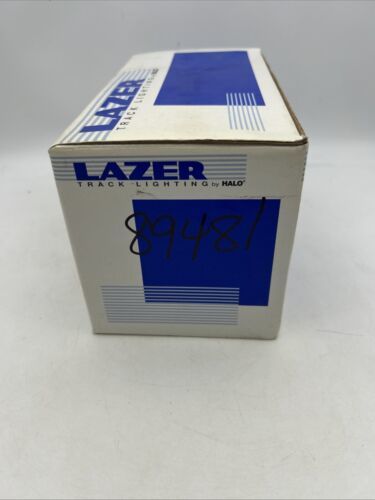 LAZER
TRACK LIGHTING
LAZER
TRACK LIGHTING by HALO
89481